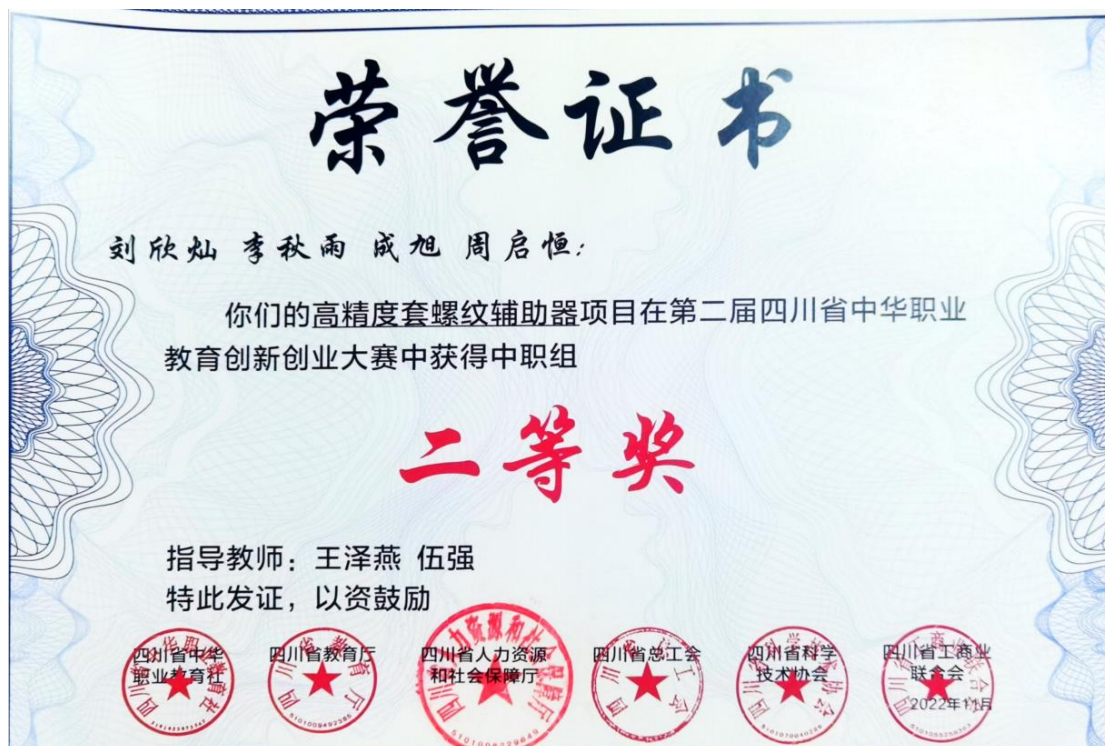 荣誉证书
刘欣灿 李秋雨 成旭 周启恒：
你们的高精度套螺纹辅助器项目在第二届四川省中华职业
教育创新创业大赛中获得中职组
二等奖
指导教师：王泽燕 伍强
特此发证，以资鼓励
四川省中华
职业教育社
四川省教育厅
四川省人力资源
和社会保障厅
四川省总工会
四川省科学
技术协会
四川省工商业
联合会
2022年11月